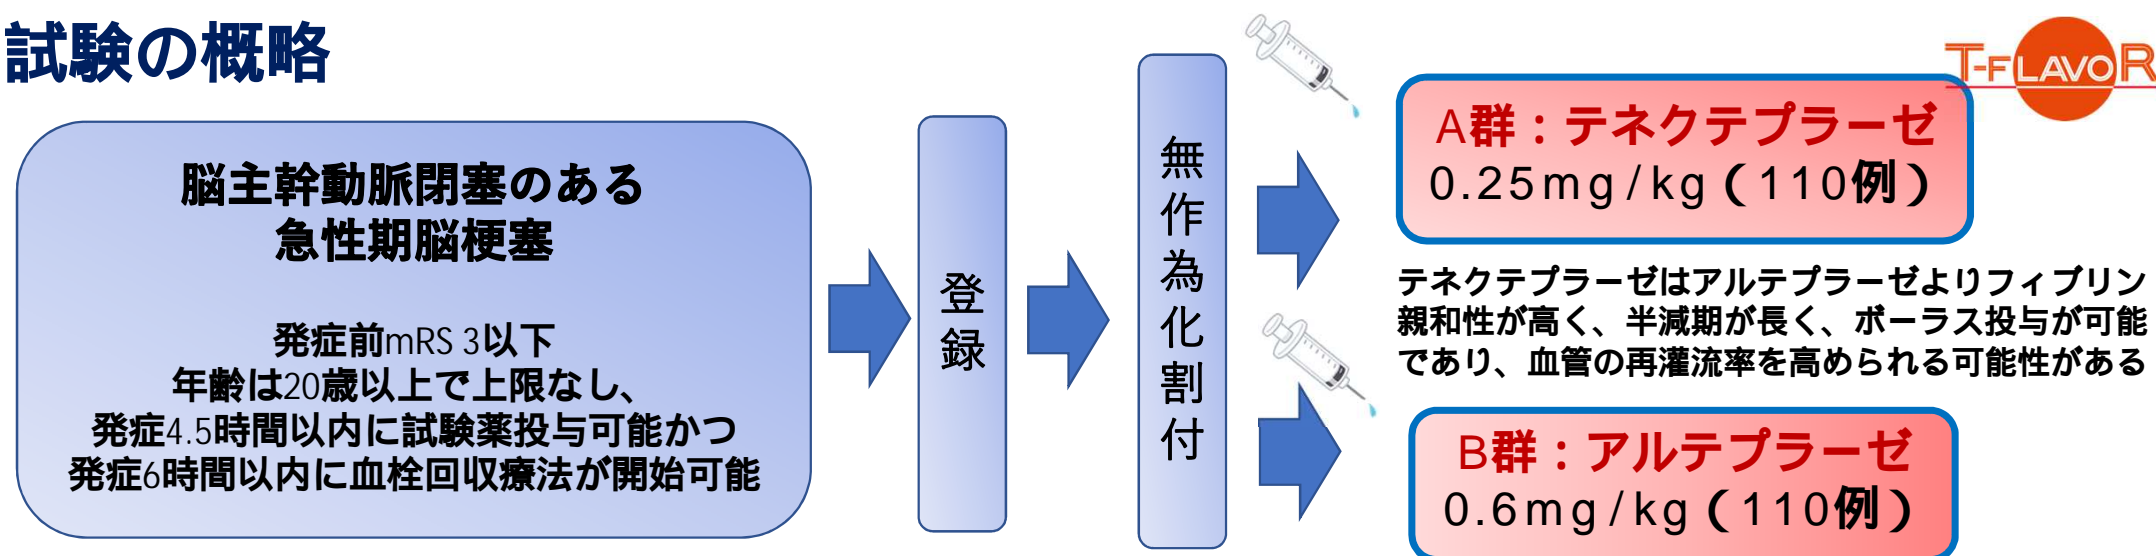 試験の概略
T-FLAVOR
脳主幹動脈閉塞のある
急性期脳梗塞
発症前mRS 3以下
年齢は20歳以上で上限なし、
発症4.5時間以内に試験薬投与可能かつ
発症6時間以内に血栓回収療法が開始可能
登録
無作為化割付
A群：テネクテプラーゼ
0.25mg/kg（110例）
テネクテプラーゼはアルテプラーゼよりフィブリン
親和性が高く、半減期が長く、ボーラス投与が可能
であり、血管の再灌流率を高められる可能性がある
B群：アルテプラーゼ
0.6mg/kg（110例）